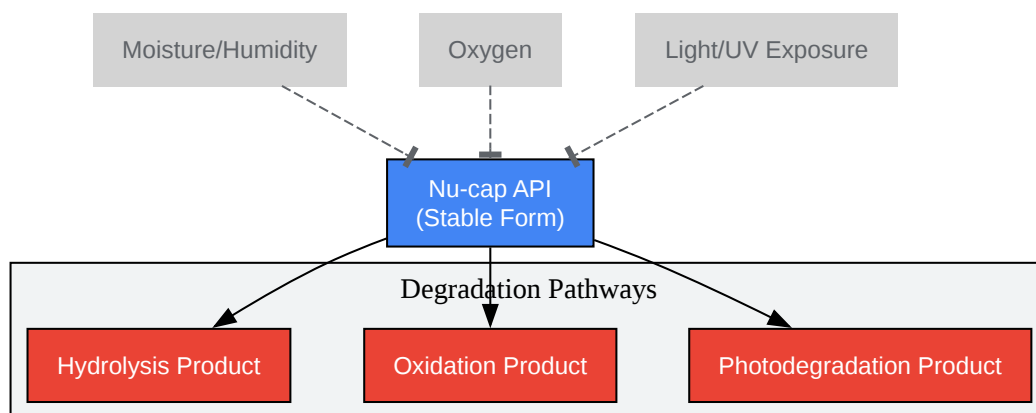 Moisture/Humidity
Oxygen
Light/UV Exposure
Nu-cap API
(Stable Form)
Degradation Pathways
Hydrolysis Product
Oxidation Product
Photodegradation Product